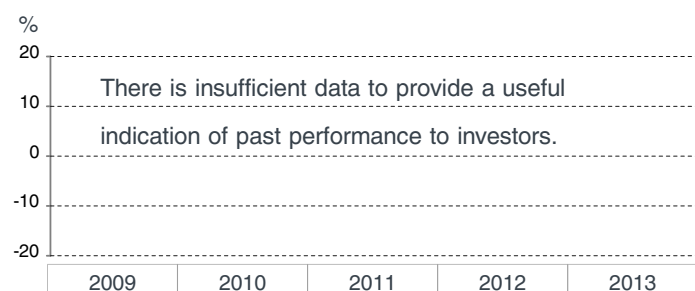 %
20
There is insufficient data to provide a useful
10
indication of past performance to investors.
0
-10
-20
2009 2010 2011 2012 2013